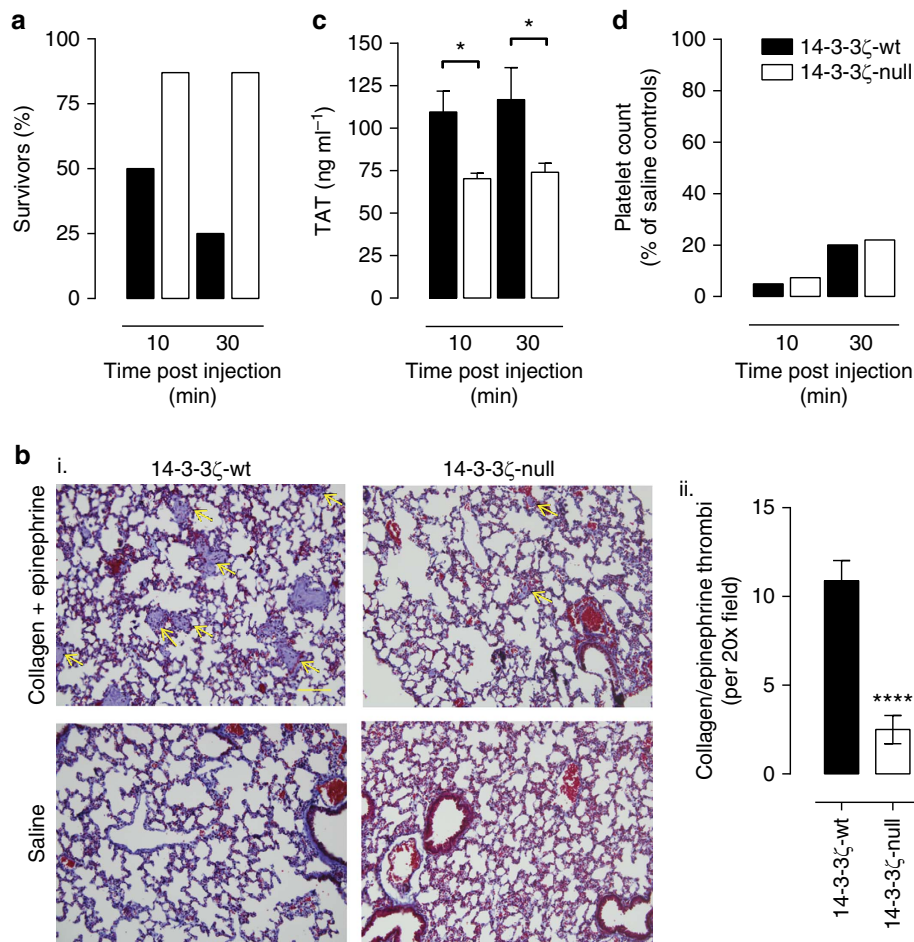 a
100
75
50
25
0
Survivors (%)
10 30
Time post injection
(min)
c
150
125
100
75
50
25
0
TAT (ng ml⁻¹)
* *
10 30
Time post injection
(min)
d
100
80
60
40
20
0
Platelet count
(% of saline controls)
14-3-3ζ-wt
14-3-3ζ-null
10 30
Time post injection
(min)
b
i.
14-3-3ζ-wt 14-3-3ζ-null
Collagen + epinephrine
Saline
ii.
15
10
5
0
Collagen/epinephrine thrombi
(per 20x field)
****
14-3-3ζ-wt
14-3-3ζ-null